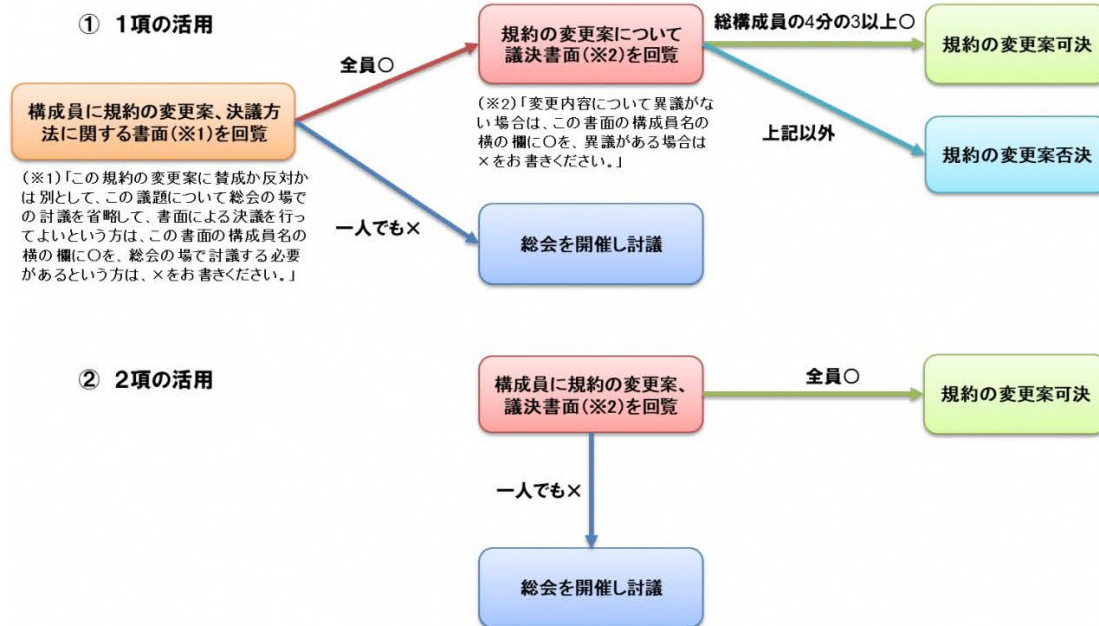 ① 1項の活用
構成員に規約の変更案、決議方
法に関する書面(※1)を回覧
(※1)「この規約の変更案に賛成か反対か
は別として、この議題について総会の場で
の討議を省略して、書面による決議を行っ
てよいという方は、この書面の構成員名の
横の欄に○を、総会の場で討議する必要
があるという方は、×をお書きください。」
全員○
一人でも×
規約の変更案について
議決書面(※2)を回覧
(※2)「変更内容について異議がな
い場合は、この書面の構成員名の
横の欄に○を、異議がある場合は
×をお書きください。」
総会を開催し討議
総構成員の4分の3以上○
上記以外
規約の変更案可決
規約の変更案否決
② 2項の活用
構成員に規約の変更案、
議決書面(※2)を回覧
全員○
規約の変更案可決
一人でも×
総会を開催し討議